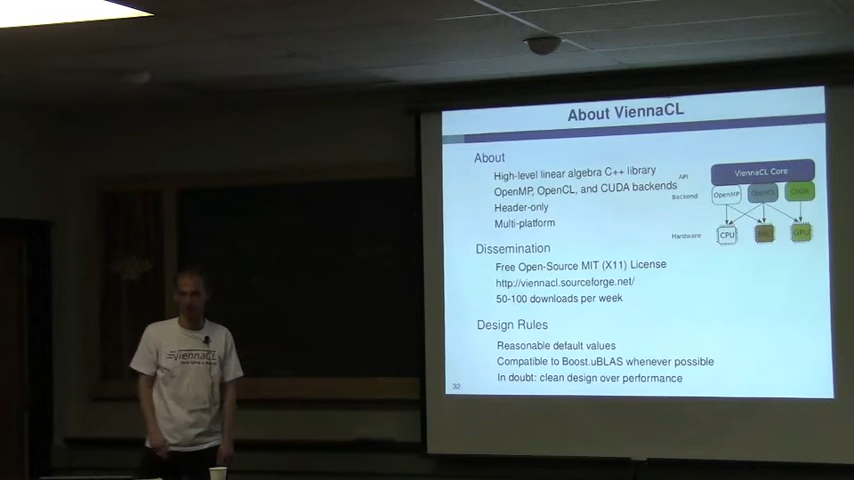 About ViennaCL
About
High-level linear algebra C++ library
OpenMP, OpenCL, and CUDA backends
Header-only
Multi-platform
API
ViennaCL Core
Backend
OpenMP
OpenCL
CUDA
Hardware
CPU
MIC
GPU
Dissemination
Free Open-Source MIT (X11) License
http://viennacl.sourceforge.net/
50-100 downloads per week
Design Rules
Reasonable default values
Compatible to Boost.uBLAS whenever possible
In doubt: clean design over performance
32
ViennaCL